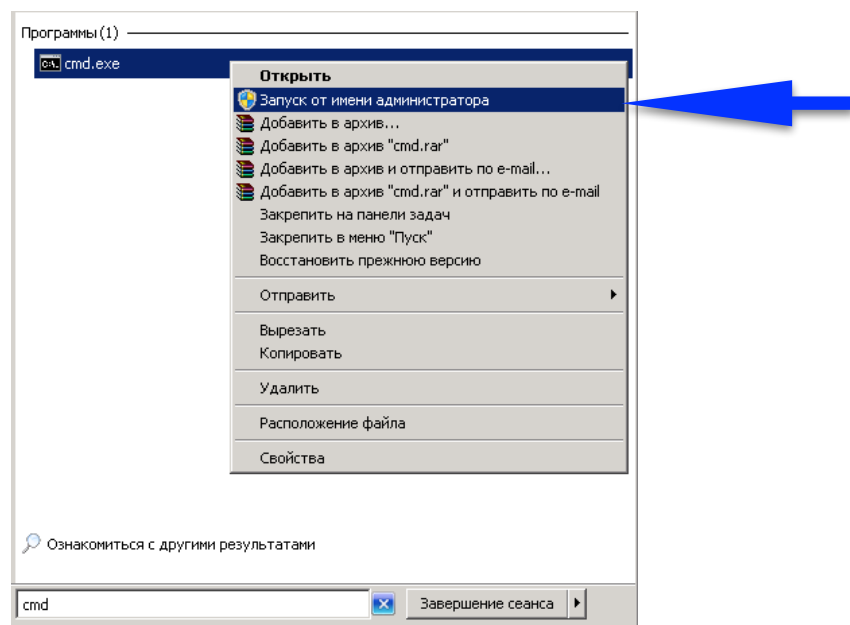 Программы (1)
cmd.exe
Открыть
Запуск от имени администратора
Добавить в архив...
Добавить в архив "cmd.rar"
Добавить в архив и отправить по e-mail...
Добавить в архив "cmd.rar" и отправить по e-mail
Закрепить на панели задач
Закрепить в меню "Пуск"
Восстановить прежнюю версию
Отправить
Вырезать
Копировать
Удалить
Расположение файла
Свойства
Ознакомиться с другими результатами
cmd
Завершение сеанса